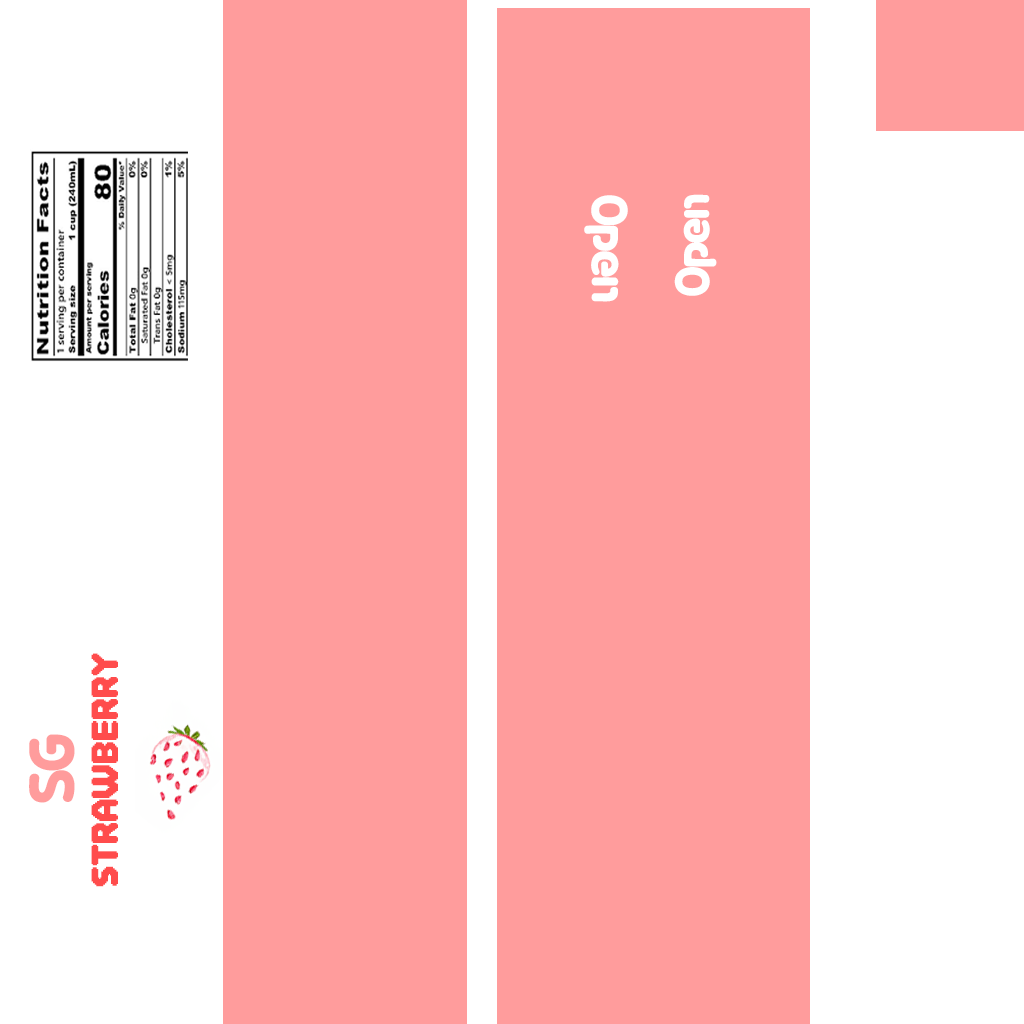 Nutrition Facts
1 serving per container
Serving size 1 cup (240mL)
Amount per serving
Calories 80
% Daily Value*
Total Fat 0g 0%
Saturated Fat 0g 0%
Trans Fat 0g
Cholesterol < 5mg 1%
Sodium 115mg 5%
SG
STRAWBERRY
Open
Open